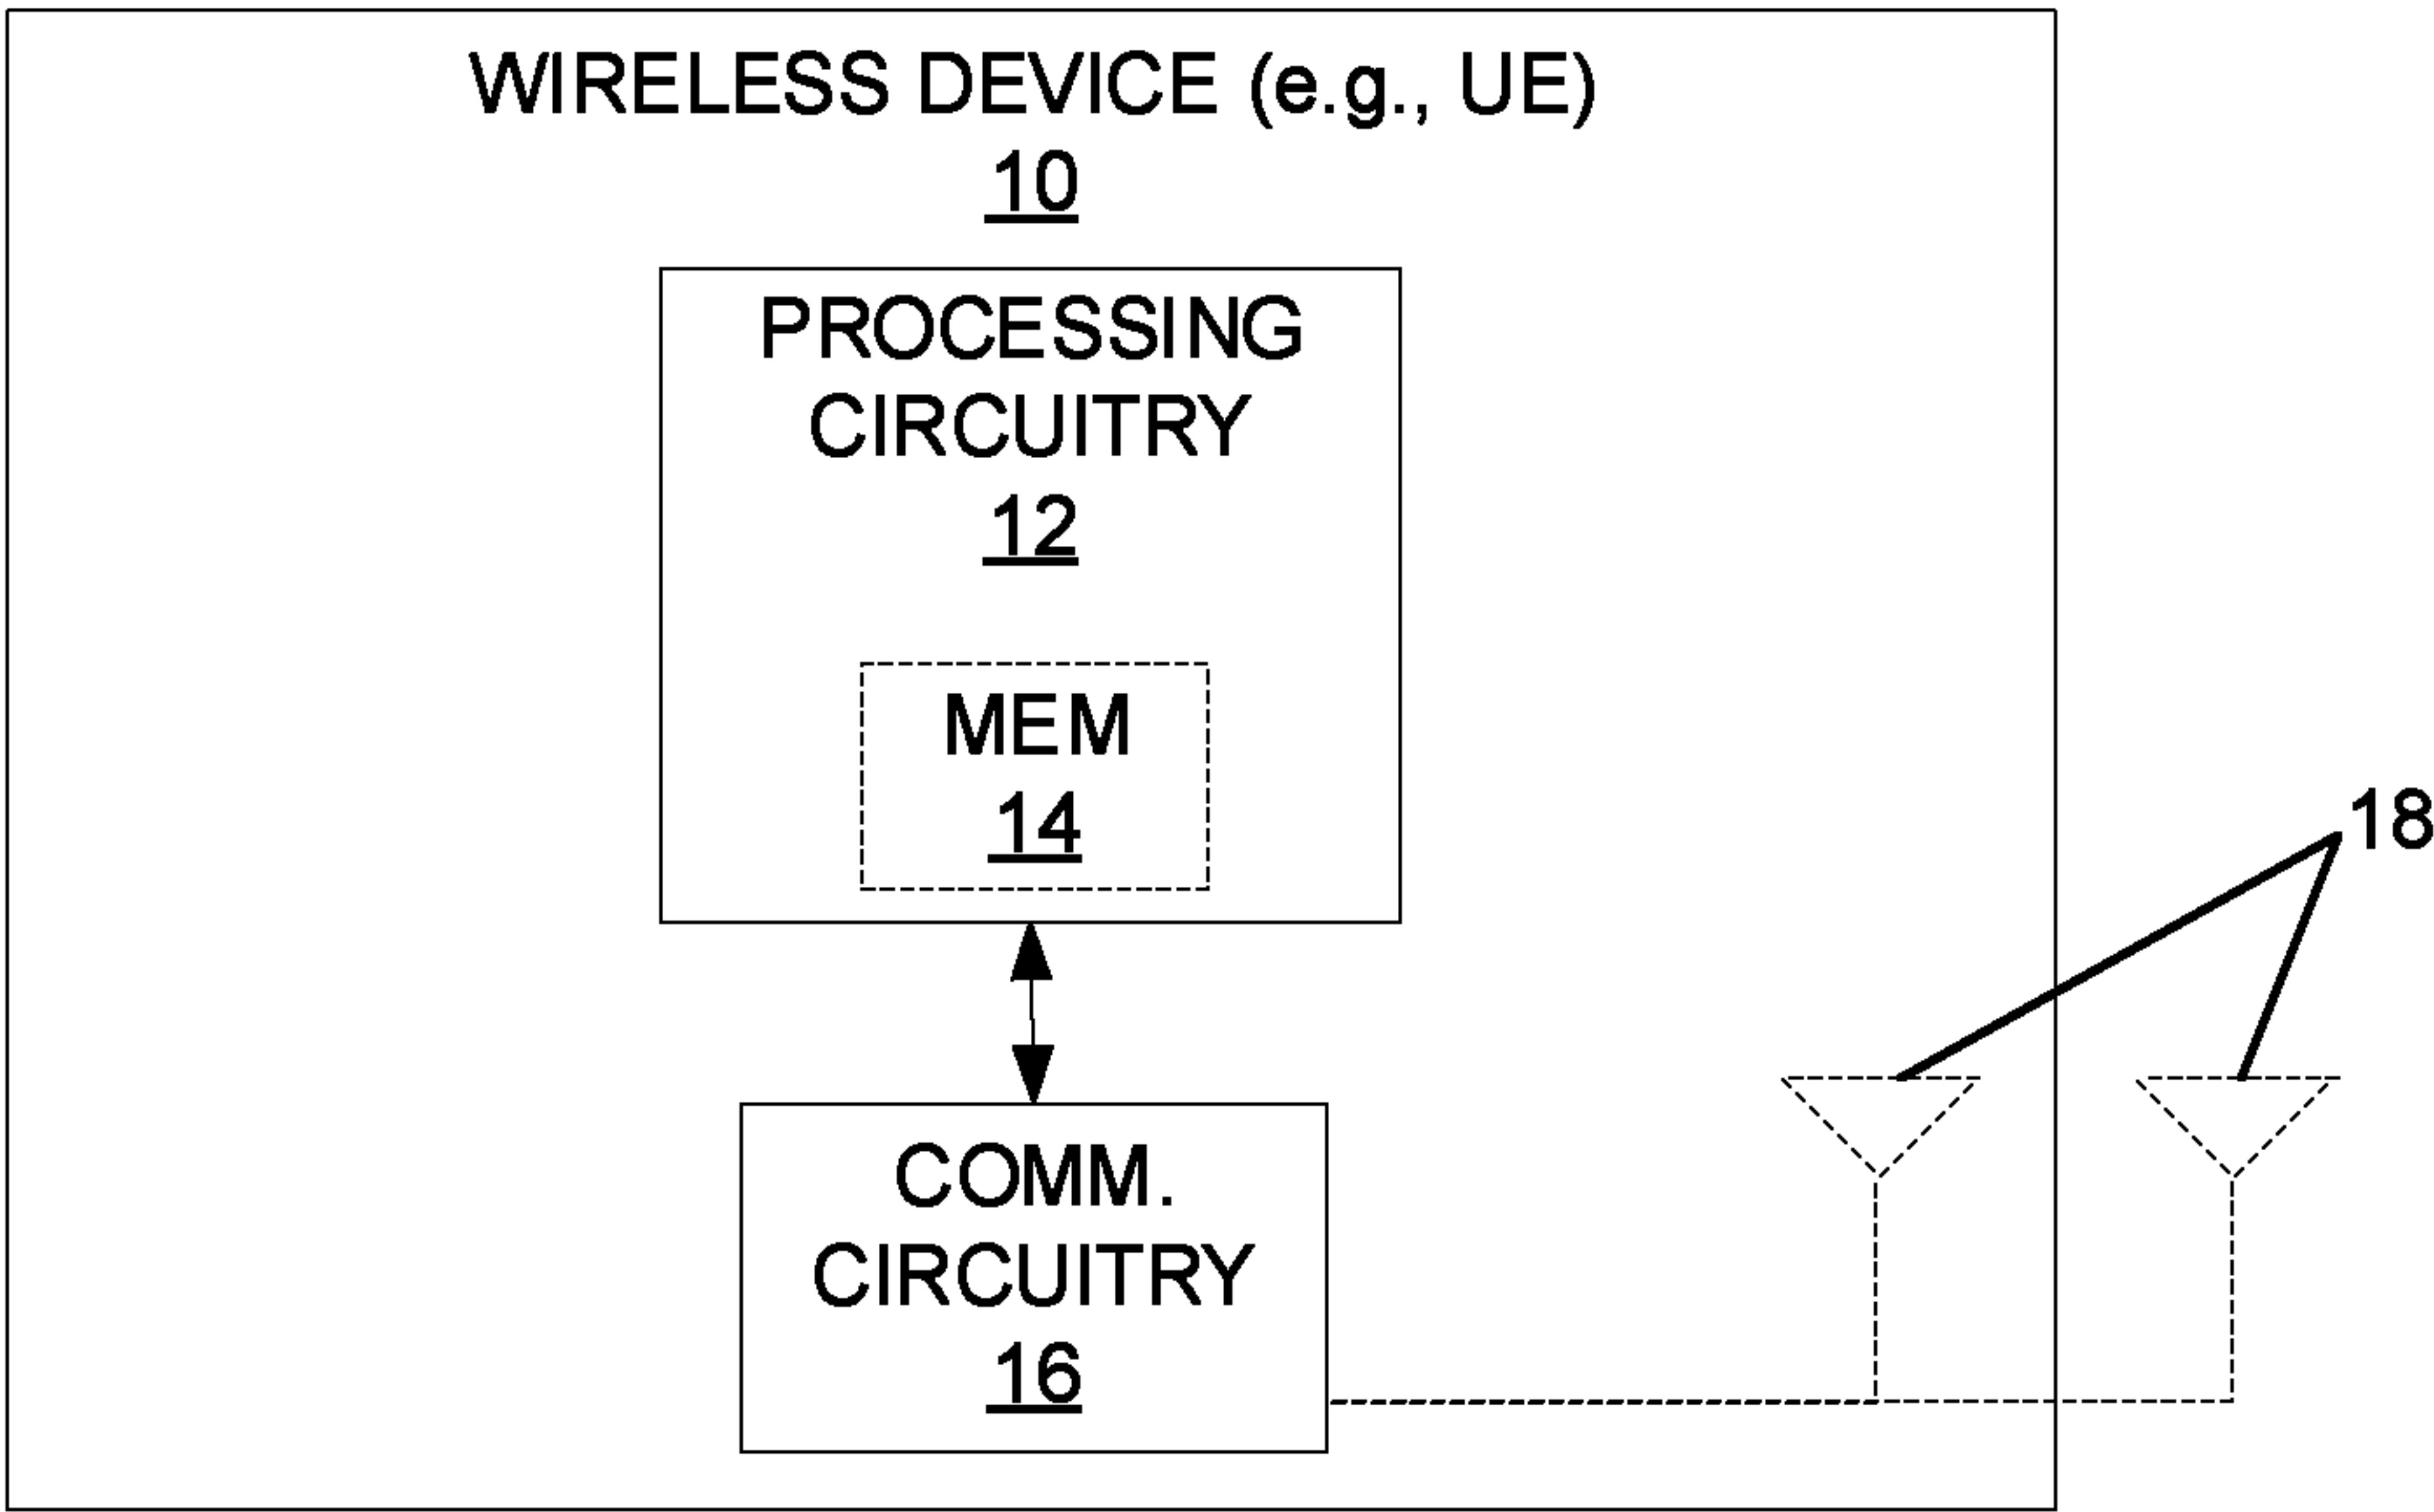 WIRELESS DEVICE (e.g., UE)
10
PROCESSING
CIRCUITRY
12
MEM
14
18
COMM.
CIRCUITRY
16